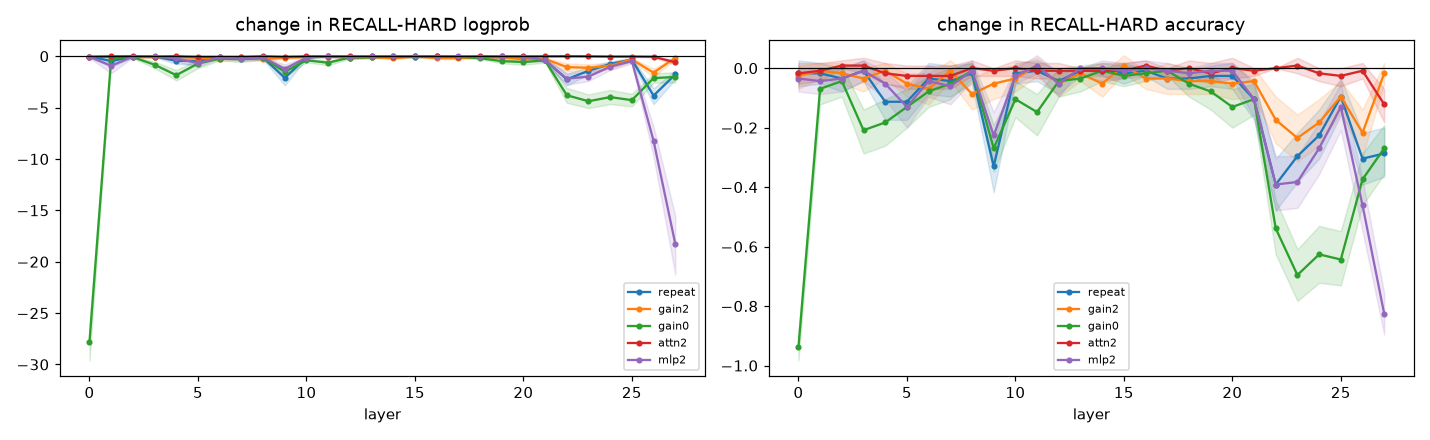 change in RECALL-HARD logprob
0
−5
−10
−15
−20
−25
−30
0
5
10
15
20
25
layer
repeat
gain2
gain0
attn2
mlp2
change in RECALL-HARD accuracy
0.0
−0.2
−0.4
−0.6
−0.8
−1.0
0
5
10
15
20
25
layer
repeat
gain2
gain0
attn2
mlp2